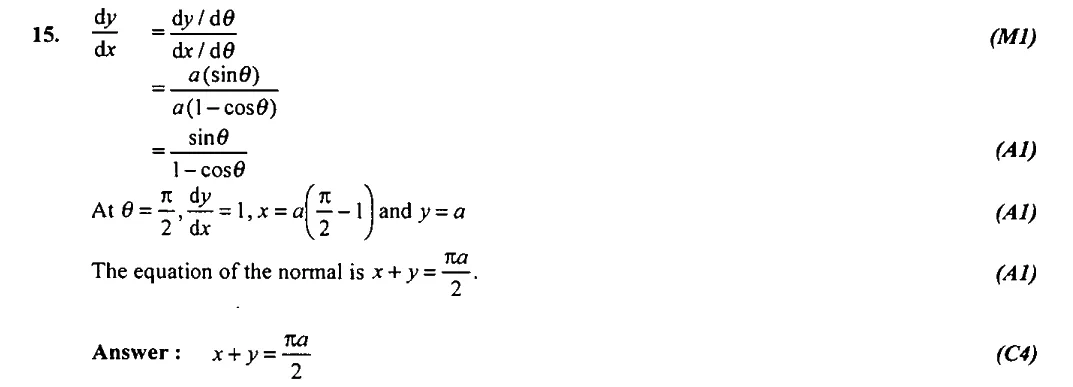 15. dy/dx = (dy / dθ)/(dx / dθ) (M1)
= a(sinθ)/a(1 – cosθ)
= sinθ/(1 – cosθ) (A1)
At θ = π/2, dy/dx = 1, x = a(π/2 – 1) and y = a (A1)
The equation of the normal is x + y = πa/2. (A1)
Answer : x + y = πa/2 (C4)